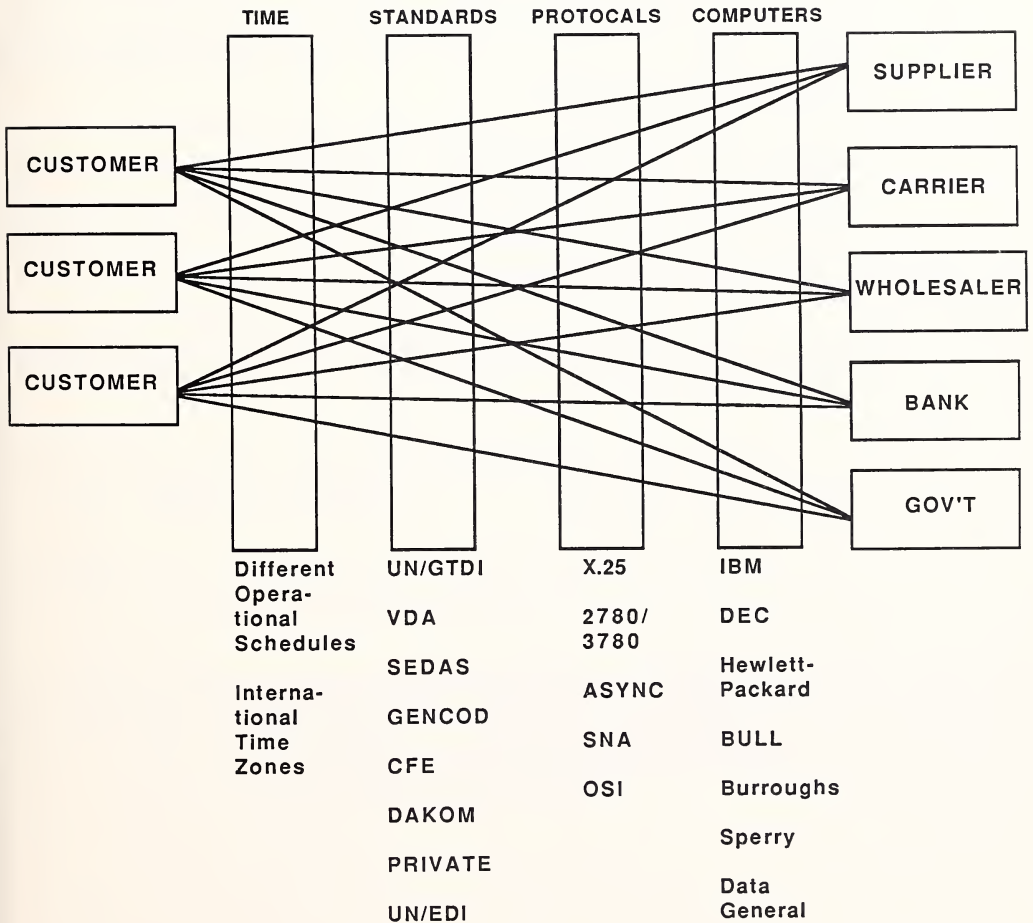 TIME
STANDARDS
PROTOCALS
COMPUTERS
CUSTOMER
CUSTOMER
CUSTOMER
SUPPLIER
CARRIER
WHOLESALER
BANK
GOV'T
Different
Opera-
tional
Schedules
Interna-
tional
Time
Zones
UN/GTDI
VDA
SEDAS
GENCOD
CFE
DAKOM
PRIVATE
UN/EDI
X.25
2780/
3780
ASYNC
SNA
OSI
IBM
DEC
Hewlett-
Packard
BULL
Burroughs
Sperry
Data
General